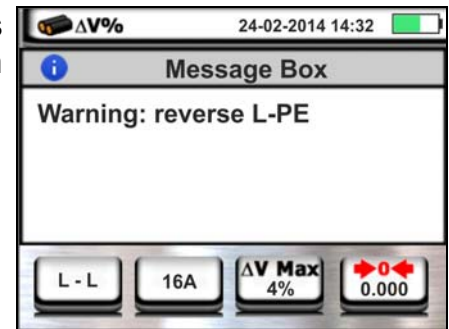 s
ΔV%
24-02-2014 14:32
Message Box
Warning: reverse L-PE
L - L
16A
ΔV Max
4%
0
0.000